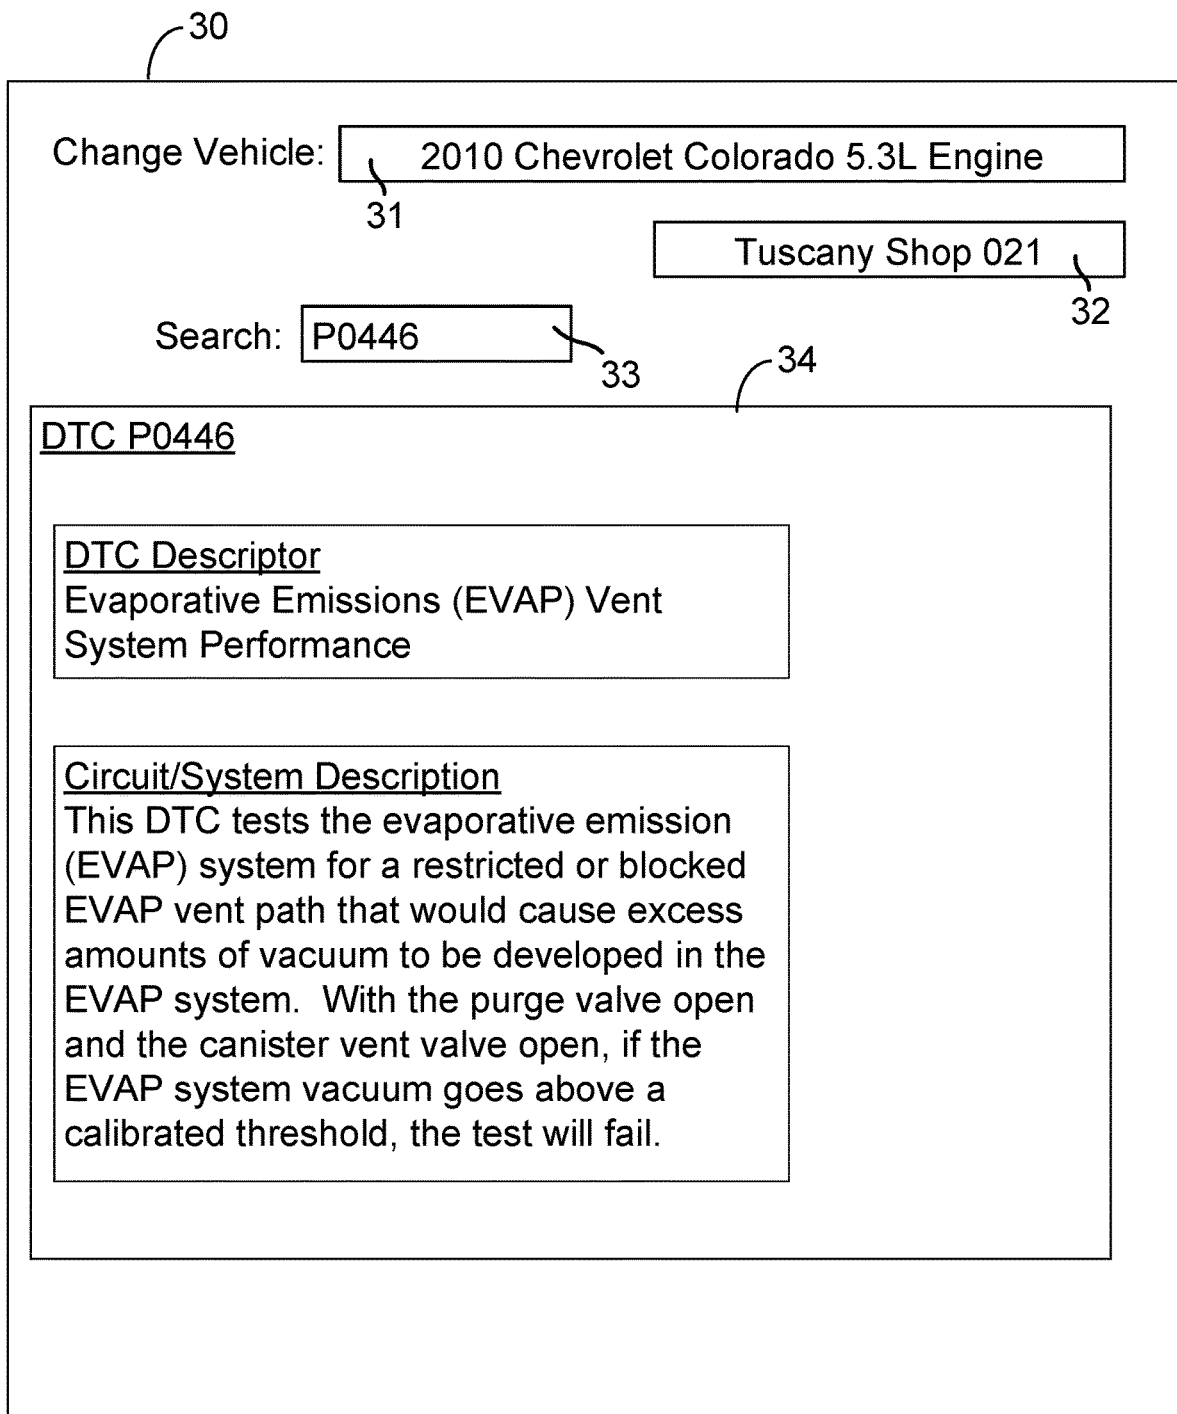 30
Change Vehicle: 2010 Chevrolet Colorado 5.3L Engine
31
Tuscany Shop 021
32
Search: P0446
33
34
DTC P0446
DTC Descriptor
Evaporative Emissions (EVAP) Vent
System Performance
Circuit/System Description
This DTC tests the evaporative emission
(EVAP) system for a restricted or blocked
EVAP vent path that would cause excess
amounts of vacuum to be developed in the
EVAP system.  With the purge valve open
and the canister vent valve open, if the
EVAP system vacuum goes above a
calibrated threshold, the test will fail.